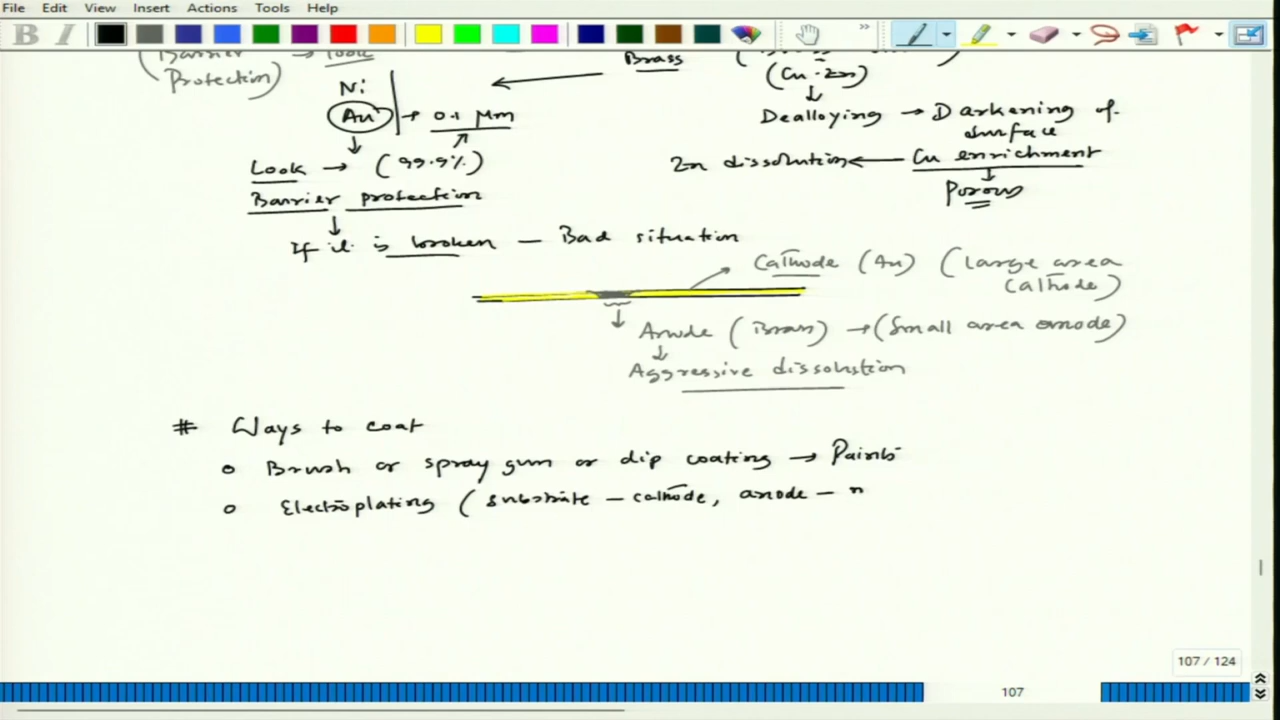 File Edit View Insert Actions Tools Help
B I
(Barrier → look
Protection)
Brass
(Cu-Zn)
Ni
Au → 0.1 μm
Dealloying → Darkening of
surface
Look → (99.9%)
Zn dissolution ← Cu enrichment
Barrier protection
Porous
If it is broken — Bad situation
Cathode (Au) (Large area
Cathode)
Anode (Brass) → (Small area anode)
Aggressive dissolution
# Ways to coat
o Brush or spray gun or dip coating → Paints
o Electroplating (substrate - cathode, anode -
107 / 124
107